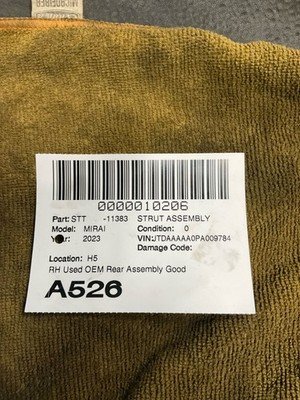 MICROFIBER
0000010206
Part: STT -11383 STRUT ASSEMBLY
Model: MIRAI Condition: 0
Year: 2023 VIN:JTDAAAAA0PA009784
Damage Code:
Location: H5
RH Used OEM Rear Assembly Good
A526